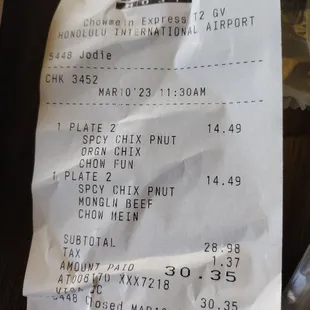 Chowmein Express T2 GV
HONOLULU INTERNATIONAL AIRPORT
5448 Jodie
CHK 3452
MAR10'23 11:30AM
1 PLATE 2 14.49
SPCY CHIX PNUT
ORGN CHIX
CHOW FUN
1 PLATE 2 14.49
SPCY CHIX PNUT
MONGLN BEEF
CHOW MEIN
SUBTOTAL 28.98
TAX 1.37
AMOUNT PAID 30.35
XXX7218
30.35
5448 Closed